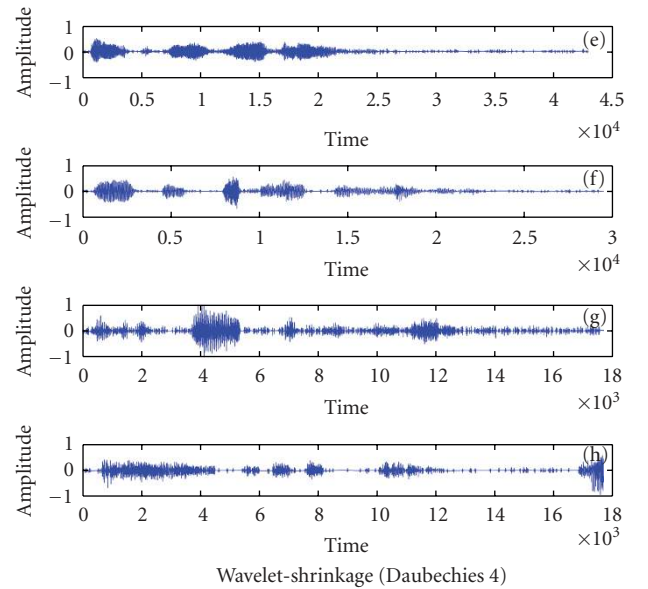 Amplitude
1
0
−1
(e)
0 0.5 1 1.5 2 2.5 3 3.5 4 4.5
Time
×10⁴
Amplitude
1
0
−1
(f)
0 0.5 1 1.5 2 2.5 3
Time
×10⁴
Amplitude
1
0
−1
(g)
0 2 4 6 8 10 12 14 16 18
Time
×10³
Amplitude
1
0
−1
(h)
0 2 4 6 8 10 12 14 16 18
Time
×10³
Wavelet-shrinkage (Daubechies 4)